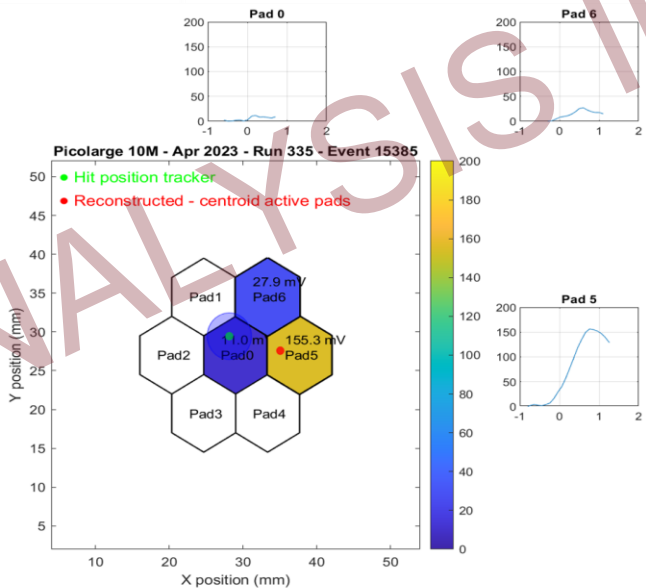 Pad 0
200
150
100
50
0
-1 0 1 2
Pad 6
200
150
100
50
0
-1 0 1 2
Picolarge 10M - Apr 2023 - Run 335 - Event 15385
Hit position tracker
Reconstructed - centroid active pads
50
45
40
35
30
25
20
15
10
5
10 20 30 40 50
X position (mm)
Y position (mm)
Pad1
27.9 mV
Pad6
Pad2
11.0 m
Pad0
155.3 mV
Pad5
Pad3
Pad4
200
180
160
140
120
100
80
60
40
20
0
Pad 5
200
150
100
50
0
-1 0 1 2
NALYSIS I